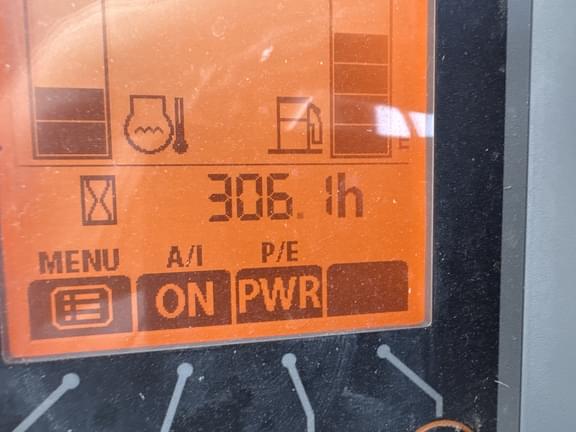 E
306.1h
MENU A/I P/E
ON PWR